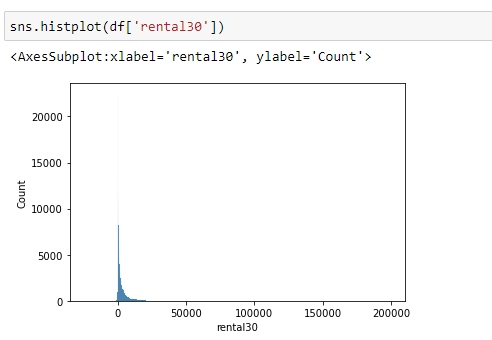 sns.histplot(df['rental30'])
<AxesSubplot:xlabel='rental30', ylabel='Count'>
20000
15000
Count
10000
5000
0
0 50000 100000 150000 200000
rental30